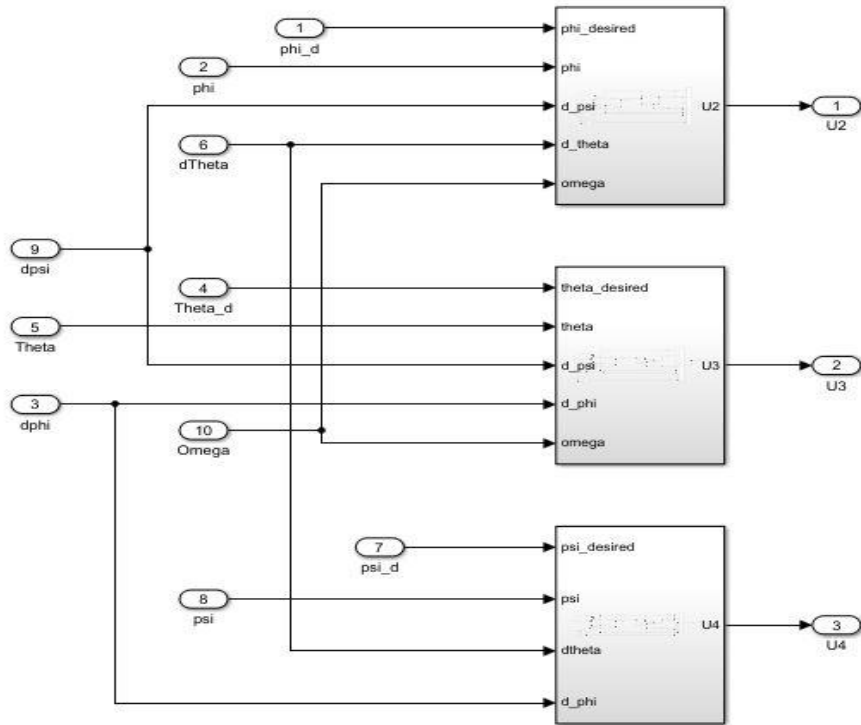 1
phi_d
2
phi
6
dTheta
9
dpsi
4
Theta_d
5
Theta
3
dphi
10
Omega
7
psi_d
8
psi
phi_desired
phi
d_psi
d_theta
omega
U2
1
U2
theta_desired
theta
d_psi
d_phi
omega
U3
2
U3
psi_desired
psi
dtheta
d_phi
U4
3
U4